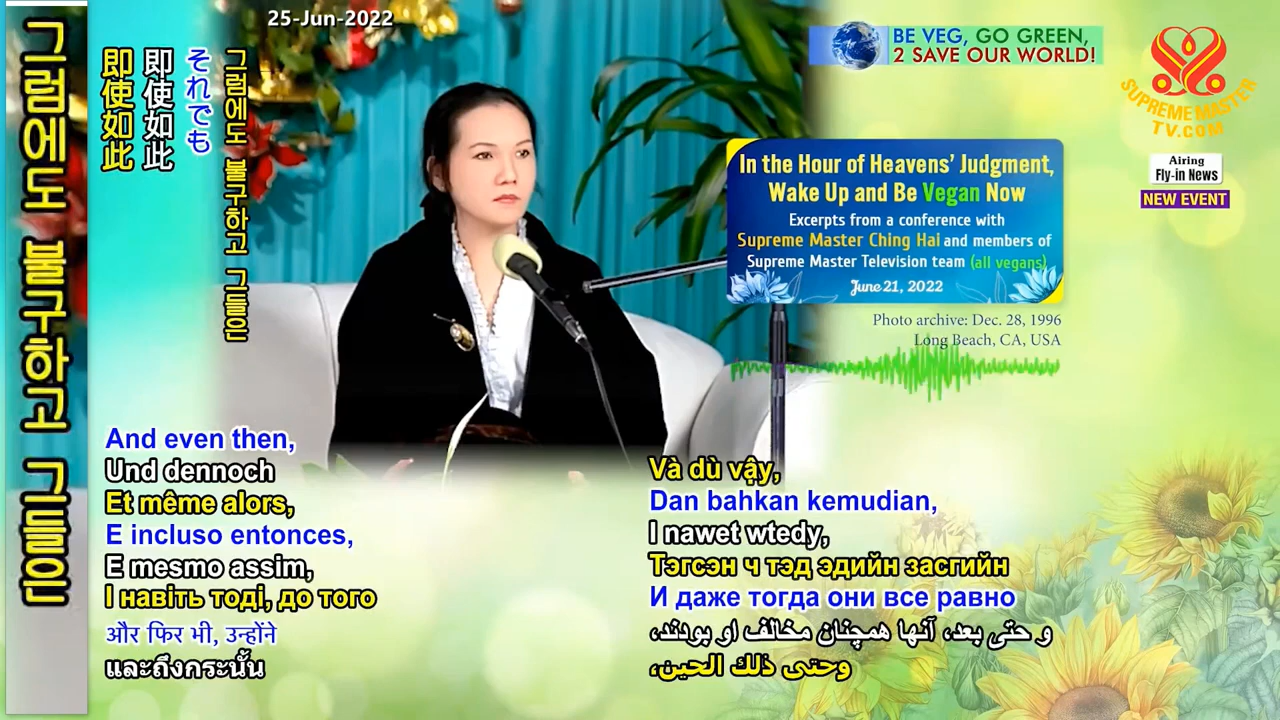 25-Jun-2022
그럼에도 불구하고 그들은
即使如此
即使如此
それでも
그럼에도 불구하고 그들은
BE VEG, GO GREEN,
2 SAVE OUR WORLD!
SUPREME MASTER
TV.COM
Airing
Fly-in News
NEW EVENT
In the Hour of Heavens' Judgment,
Wake Up and Be Vegan Now
Excerpts from a conference with
Supreme Master Ching Hai and members of
Supreme Master Television team (all vegans)
June 21, 2022
Photo archive: Dec. 28, 1996
Long Beach, CA, USA
And even then,
Und dennoch
Et même alors,
E incluso entonces,
E mesmo assim,
І навіть тоді, до того
और फिर भी, उन्होंने
และถึงกระนั้น
Và dù vậy,
Dan bahkan kemudian,
I nawet wtedy,
Тэгсэн ч тэд эдийн засгийн
И даже тогда они все равно
و حتی بعد، آنها همچنان مخالف او بودند،
وحتى ذلك الحين،